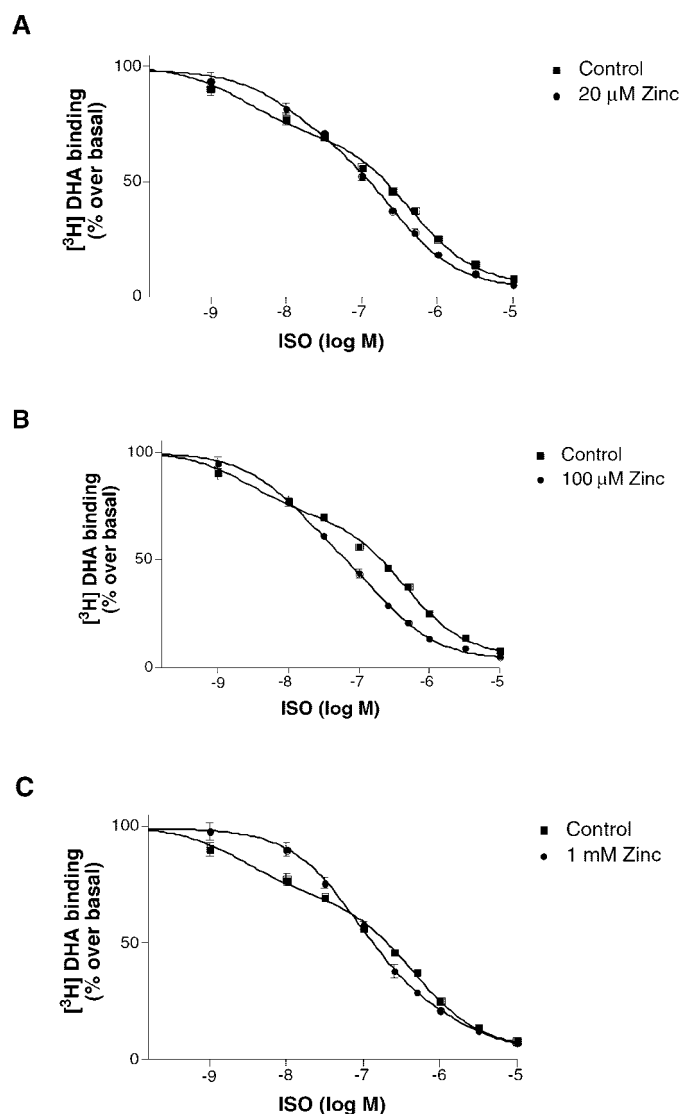 A
100
50
0
[³H] DHA binding
(% over basal)
-9
-8
-7
-6
-5
ISO (log M)
Control
20 µM Zinc
B
100
50
0
[³H] DHA binding
(% over basal)
-9
-8
-7
-6
-5
ISO (log M)
Control
100 µM Zinc
C
100
50
0
[³H] DHA binding
(% over basal)
-9
-8
-7
-6
-5
ISO (log M)
Control
1 mM Zinc